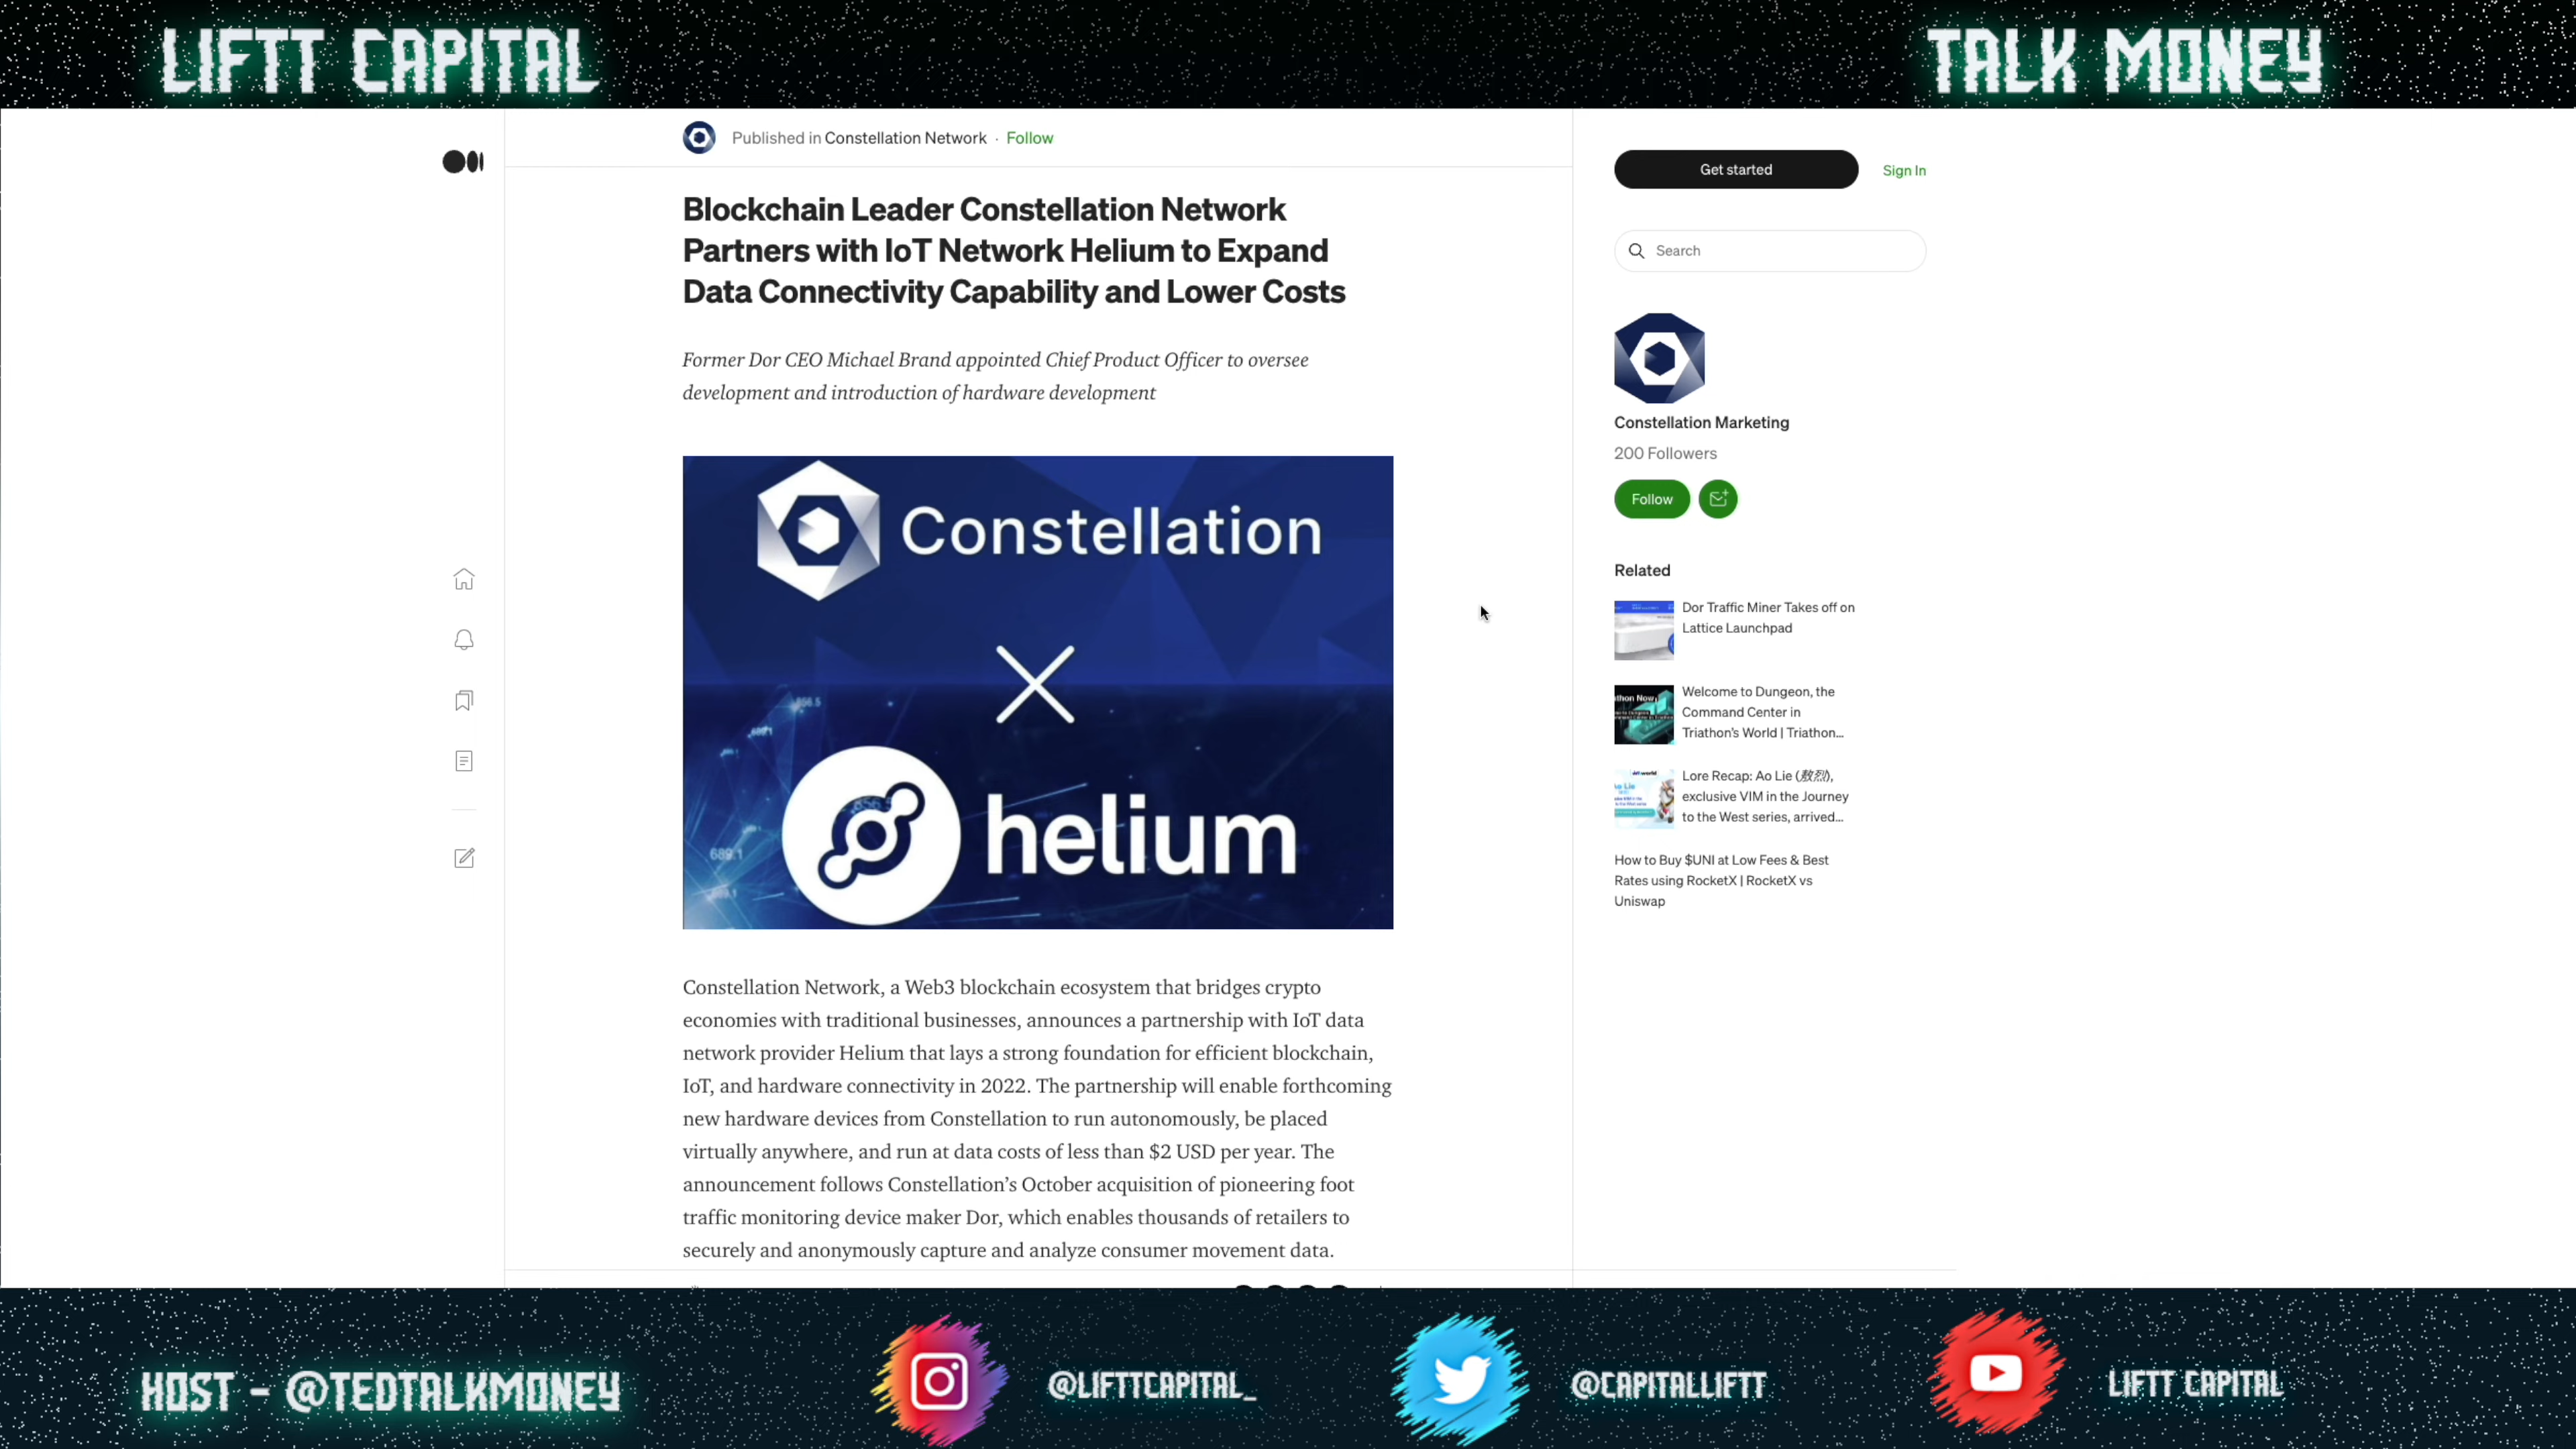 LIFTT CAPITAL
TALK MONEY
Published in Constellation Network · Follow
Blockchain Leader Constellation Network
Partners with IoT Network Helium to Expand
Data Connectivity Capability and Lower Costs
Former Dor CEO Michael Brand appointed Chief Product Officer to oversee
development and introduction of hardware development
Constellation
helium
856.5
689.1
Constellation Network, a Web3 blockchain ecosystem that bridges crypto
economies with traditional businesses, announces a partnership with IoT data
network provider Helium that lays a strong foundation for efficient blockchain,
IoT, and hardware connectivity in 2022. The partnership will enable forthcoming
new hardware devices from Constellation to run autonomously, be placed
virtually anywhere, and run at data costs of less than $2 USD per year. The
announcement follows Constellation's October acquisition of pioneering foot
traffic monitoring device maker Dor, which enables thousands of retailers to
securely and anonymously capture and analyze consumer movement data.
Get started
Sign In
Search
Constellation Marketing
200 Followers
Follow
Related
Dor Traffic Miner Takes off on
Lattice Launchpad
Welcome to Dungeon, the
Command Center in
Triathon's World | Triathon...
Lore Recap: Ao Lie (敖烈),
exclusive VIM in the Journey
to the West series, arrived...
How to Buy $UNI at Low Fees & Best
Rates using RocketX | RocketX vs
Uniswap
HOST - @TEDTALKMONEY
@LIFTTCAPITAL_
@CAPITALLIFTT
LIFTT CAPITAL